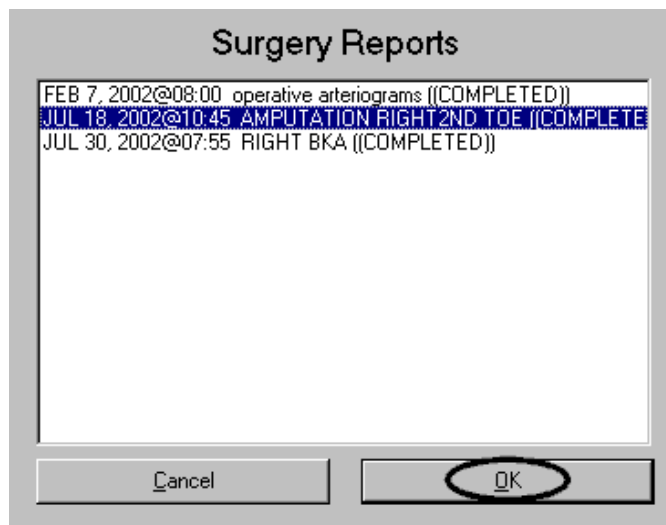 Surgery Reports
FEB 7, 2002@08:00 operative arteriograms ((COMPLETED))
JUL 18, 2002@10:45 AMPUTATION RIGHT2ND TOE ((COMPLETE
JUL 30, 2002@07:55 RIGHT BKA ((COMPLETED))
Cancel OK